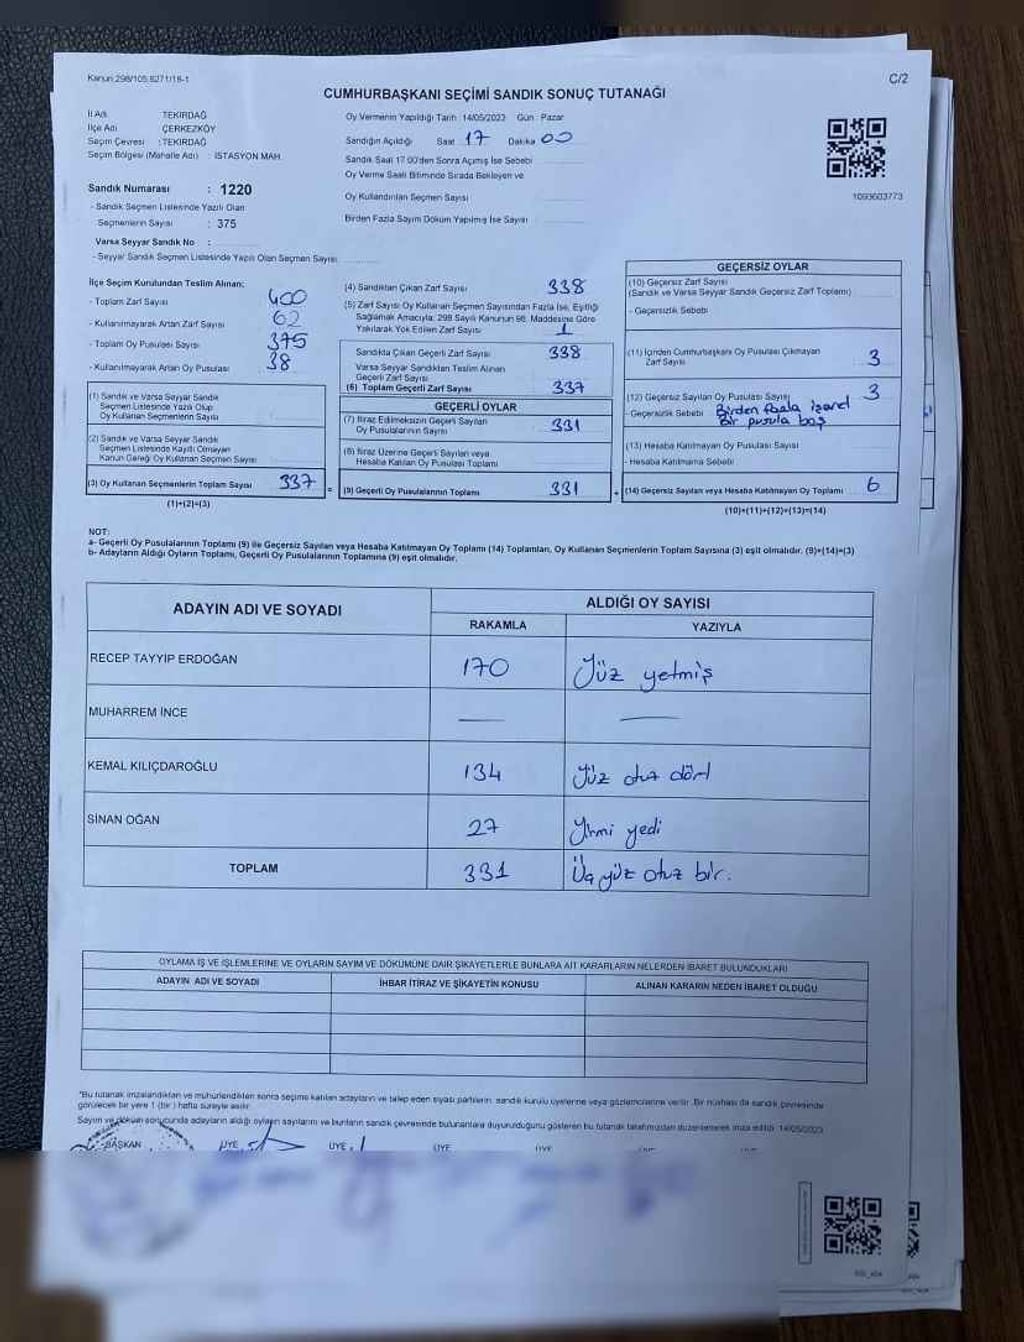 Kanun 298/105,6271/18-1
C/2
CUMHURBAŞKANI SEÇİMİ SANDIK SONUÇ TUTANAĞI
İl Adı TEKİRDAĞ
İlçe Adı ÇERKEZKÖY
Seçim Çevresi : TEKİRDAĞ
Seçim Bölgesi (Mahalle Adı) : İSTASYON MAH.
Oy Vermenin Yapıldığı Tarih : 14/05/2023 Gün : Pazar
Sandığın Açıldığı Saat 17 Dakika 00
Sandık Saat 17.00'den Sonra Açılmış İse Sebebi
Oy Verme Saati Bitiminde Sırada Bekleyen ve
Oy Kullandırılan Seçmen Sayısı
Birden Fazla Sayım Döküm Yapılmış İse Sayısı
1093603773
Sandık Numarası : 1220
- Sandık Seçmen Listesinde Yazılı Olan
Seçmenlerin Sayısı : 375
Varsa Seyyar Sandık No :
- Seyyar Sandık Seçmen Listesinde Yazılı Olan Seçmen Sayısı
İlçe Seçim Kurulundan Teslim Alınan;
- Toplam Zarf Sayısı 400
- Kullanılmayarak Artan Zarf Sayısı 62
- Toplam Oy Pusulası Sayısı 375
- Kullanılmayarak Artan Oy Pusulası 38
(1) Sandık ve Varsa Seyyar Sandık
Seçmen Listesinde Yazılı Olup
Oy Kullanan Seçmenlerin Sayısı
(2) Sandık ve Varsa Seyyar Sandık
Seçmen Listesinde Kayıtlı Olmayan
Kanun Gereği Oy Kullanan Seçmen Sayısı
(3) Oy Kullanan Seçmenlerin Toplam Sayısı 337
(1)+(2)=(3)
(4) Sandıktan Çıkan Zarf Sayısı 338
(5) Zarf Sayısı Oy Kullanan Seçmen Sayısından Fazla İse, Eşitliği
Sağlamak Amacıyla; 298 Sayılı Kanunun 98. Maddesine Göre
Yakılarak Yok Edilen Zarf Sayısı 1
Sandıkta Çıkan Geçerli Zarf Sayısı 338
Varsa Seyyar Sandıktan Teslim Alınan
Geçerli Zarf Sayısı
(6) Toplam Geçerli Zarf Sayısı 337
GEÇERLİ OYLAR
(7) İtiraz Edilmeksizin Geçerli Sayılan
Oy Pusulalarının Sayısı 331
(8) İtiraz Üzerine Geçerli Sayılan veya
Hesaba Katılan Oy Pusulası Toplamı
(9) Geçerli Oy Pusulalarının Toplamı 331
GEÇERSİZ OYLAR
(10) Geçersiz Zarf Sayısı
(Sandık ve Varsa Seyyar Sandık Geçersiz Zarf Toplamı)
- Geçersizlik Sebebi
(11) İçinden Cumhurbaşkanı Oy Pusulası Çıkmayan
Zarf Sayısı 3
(12) Geçersiz Sayılan Oy Pusulası Sayısı 3
- Geçersizlik Sebebi Birden fazla işaret
Bir pusula boş
(13) Hesaba Katılmayan Oy Pusulası Sayısı
- Hesaba Katılmama Sebebi
(14) Geçersiz Sayılan veya Hesaba Katılmayan Oy Toplamı 6
(10)+(11)+(12)+(13)=(14)
NOT:
a- Geçerli Oy Pusulalarının Toplamı (9) ile Geçersiz Sayılan veya Hesaba Katılmayan Oy Toplamı (14) Toplamları, Oy Kullanan Seçmenlerin Toplam Sayısına (3) eşit olmalıdır. (9)+(14)=(3)
b- Adayların Aldığı Oyların Toplamı, Geçerli Oy Pusulalarının Toplamına (9) eşit olmalıdır.
ADAYIN ADI VE SOYADI
ALDIĞI OY SAYISI
RAKAMLA YAZIYLA
RECEP TAYYİP ERDOĞAN 170 Yüz yetmiş
MUHARREM İNCE — —
KEMAL KILIÇDAROĞLU 134 Yüz otuz dört
SİNAN OĞAN 27 Yirmi yedi
TOPLAM 331 Üç yüz otuz bir.
OYLAMA İŞ VE İŞLEMLERİNE VE OYLARIN SAYIM VE DÖKÜMÜNE DAİR ŞİKAYETLERLE BUNLARA AİT KARARLARIN NELERDEN İBARET BULUNDUKLARI
ADAYIN ADI VE SOYADI İHBAR İTİRAZ VE ŞİKAYETİN KONUSU ALINAN KARARIN NEDEN İBARET OLDUĞU
*Bu tutanak imzalandıktan ve mühürlendikten sonra seçime katılan adayların ve talep eden siyasi partilerin, sandık kurulu üyelerine veya gözlemcilerine verilir. Bir nüshası da sandık çevresinde
görülecek bir yere 1 (bir) hafta süreyle asılır.
Sayım ve döküm sonucunda adayların aldığı oyların sayılarını ve bunların sandık çevresinde bulunanlara duyurulduğunu gösteren bu tutanak tarafımızdan düzenlenerek imza edildi. 14/05/2023
BAŞKAN ÜYE ÜYE ÜYE ÜYE